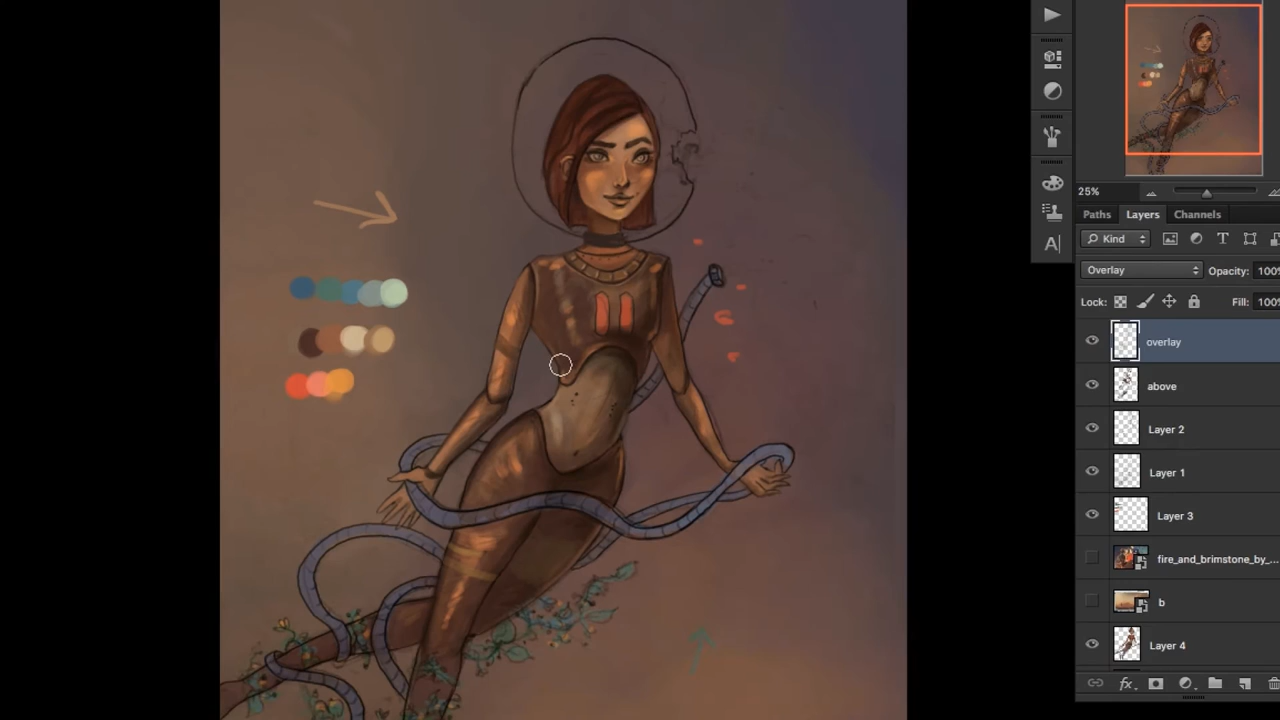 25%
Paths Layers Channels
Kind
Overlay Opacity: 100%
Lock: Fill: 100%
overlay
above
Layer 2
Layer 1
Layer 3
fire_and_brimstone_by_...
b
Layer 4
fx